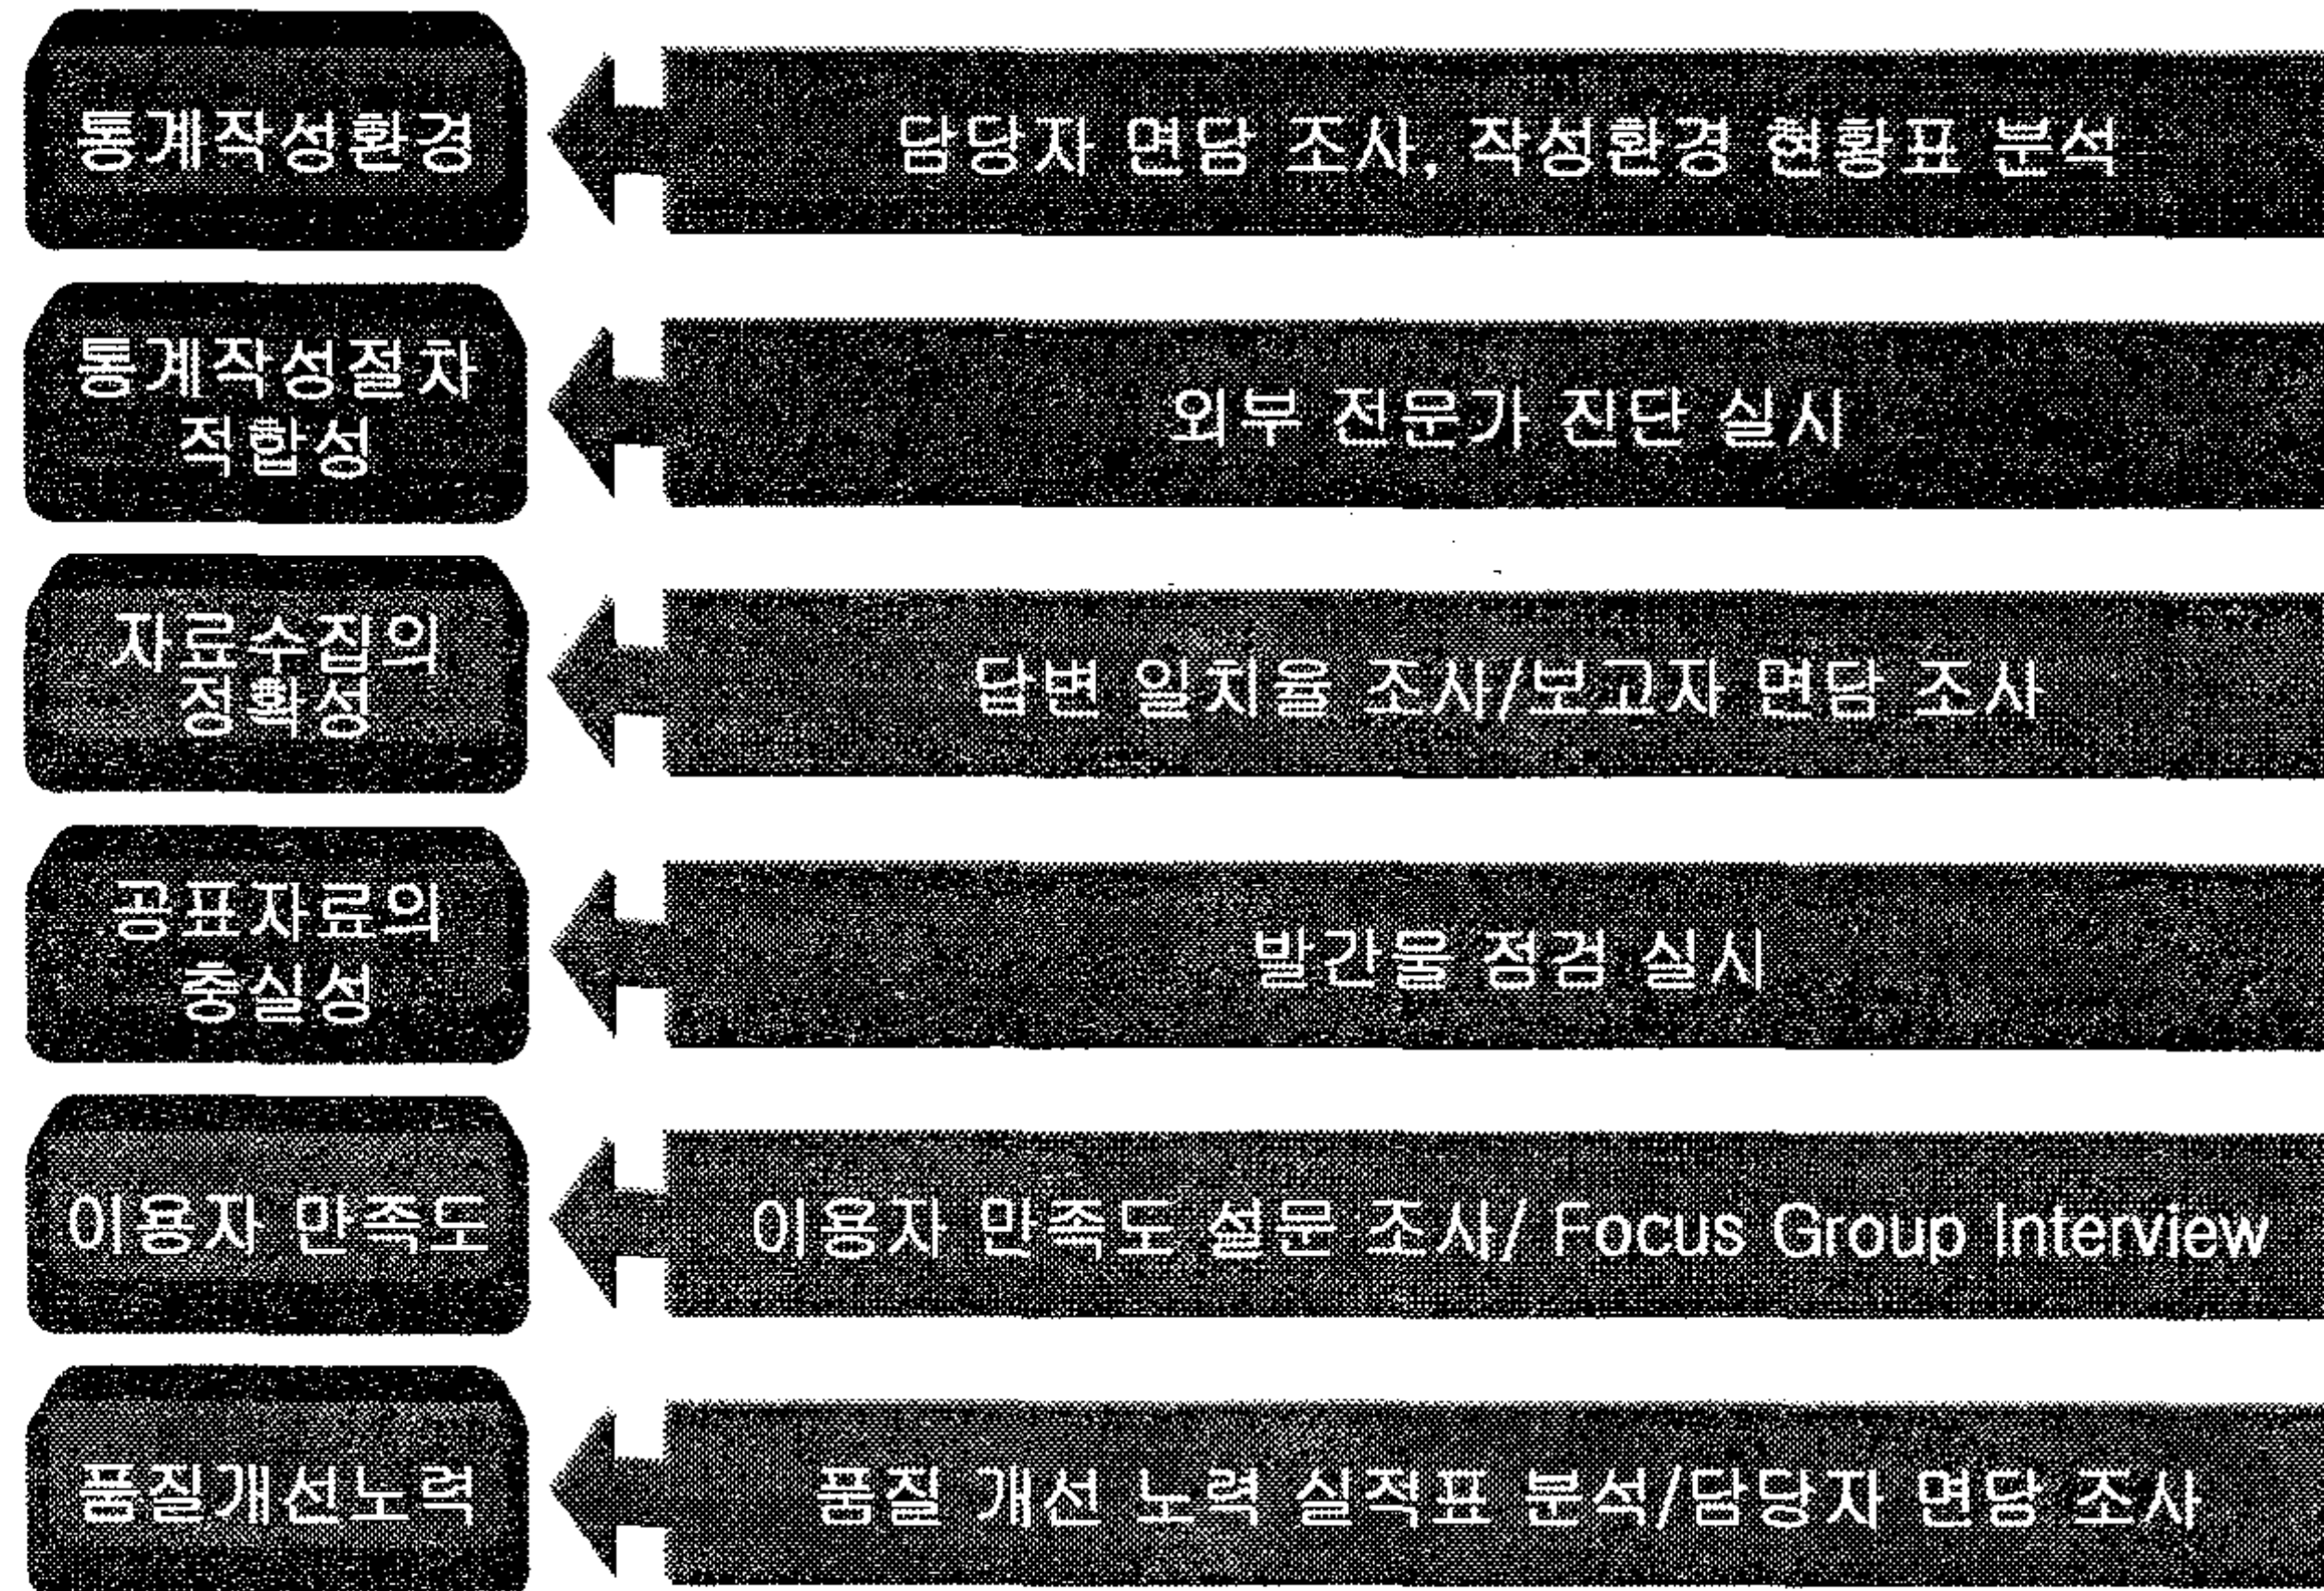 통계작성환경
담당자 면담 조사, 작성환경 현황표 분석
통계작성절차
적합성
외부 전문가 진단 실시
자료수집의
정확성
답변 일치율 조사/보고자 면담 조사
공표자료의
충실성
발간물 점검 실시
이용자 만족도
이용자 만족도 설문 조사/ Focus Group Interview
품질개선노력
품질 개선 노력 실적표 분석/담당자 면담 조사